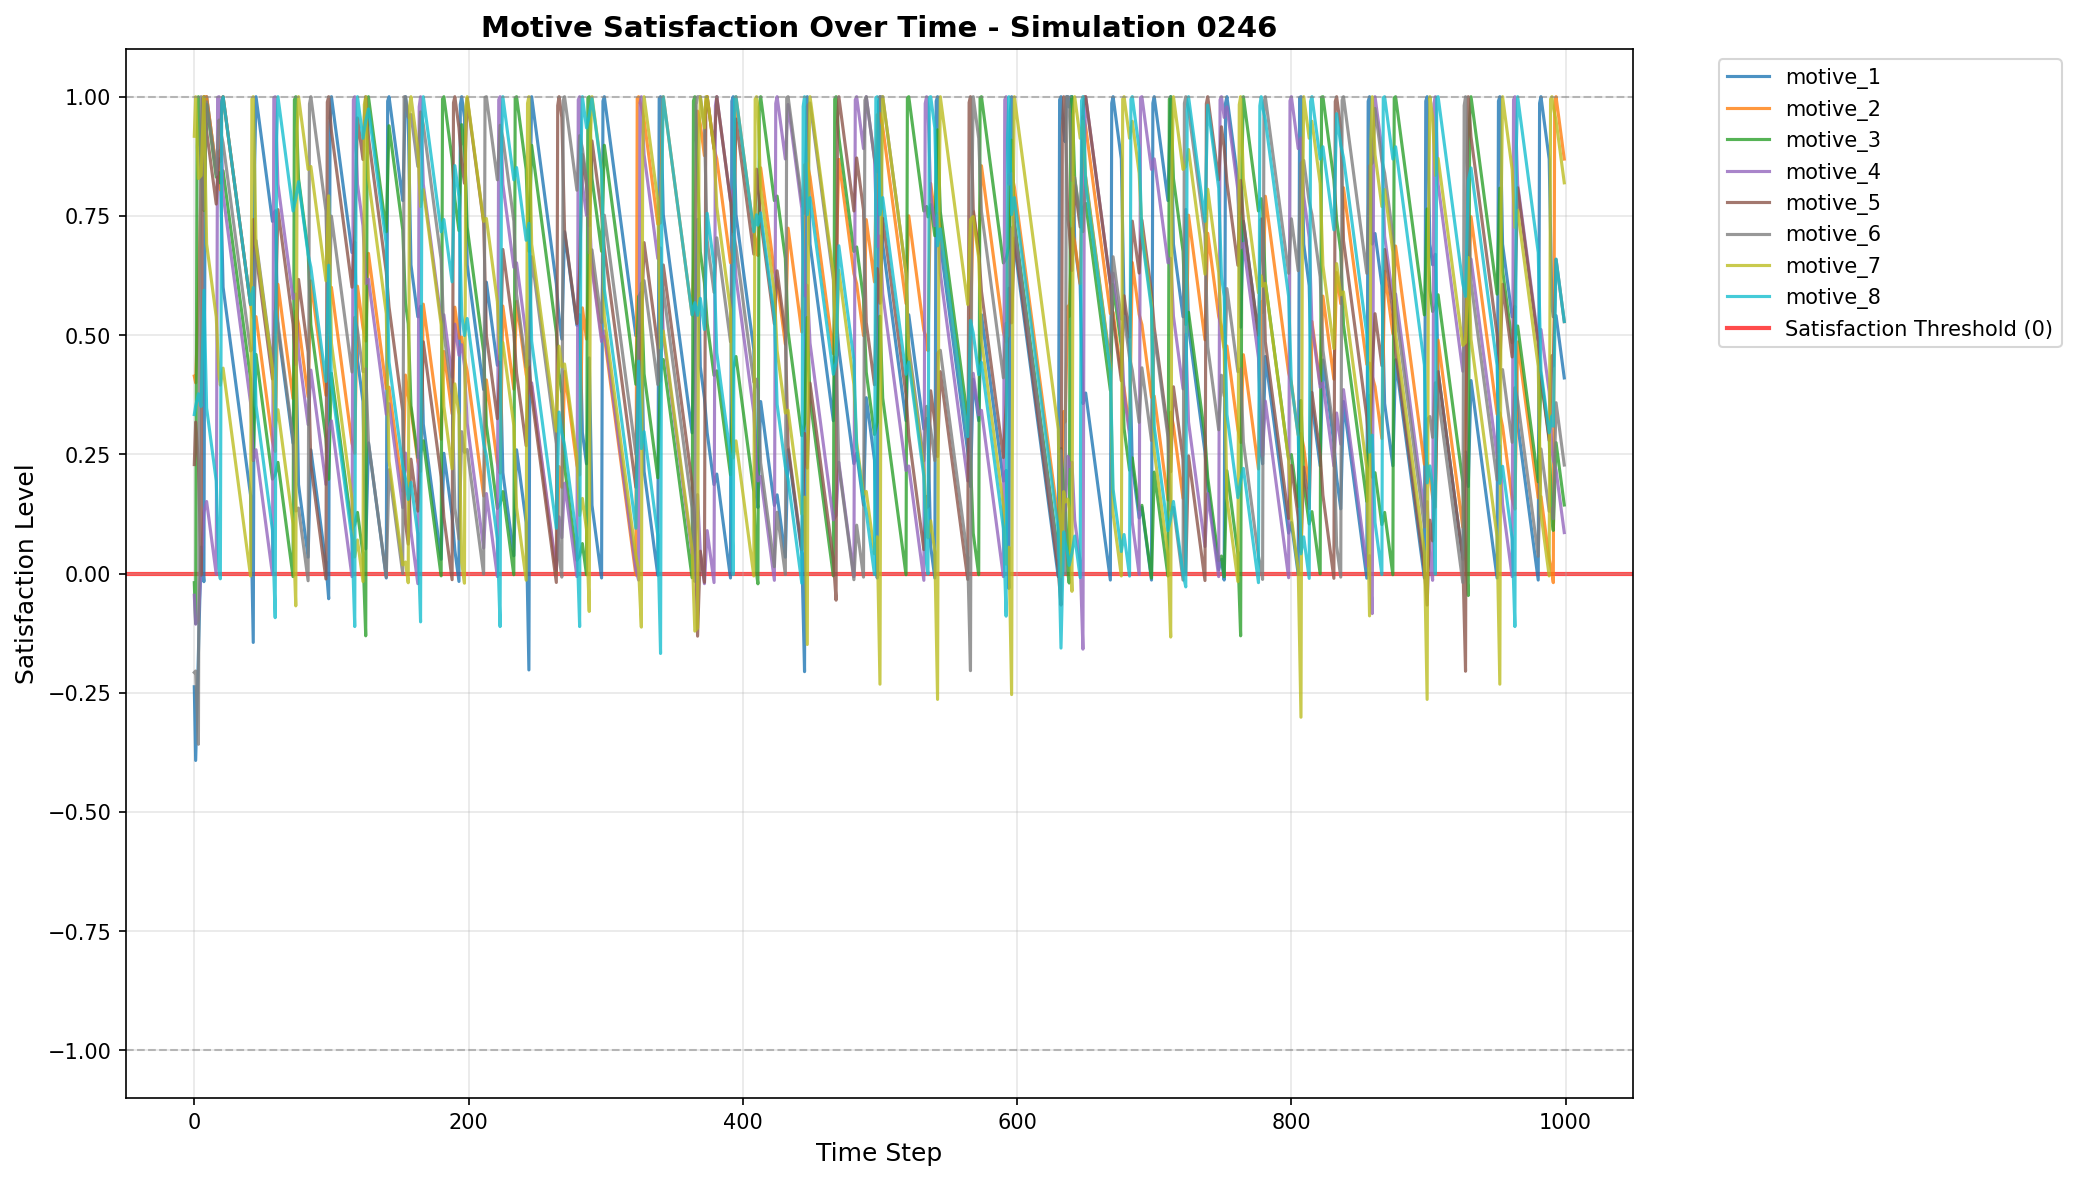 Motive Satisfaction Over Time - Simulation 0246
Satisfaction Level
1.00
0.75
0.50
0.25
0.00
−0.25
−0.50
−0.75
−1.00
0
200
400
600
800
1000
Time Step
motive_1
motive_2
motive_3
motive_4
motive_5
motive_6
motive_7
motive_8
Satisfaction Threshold (0)